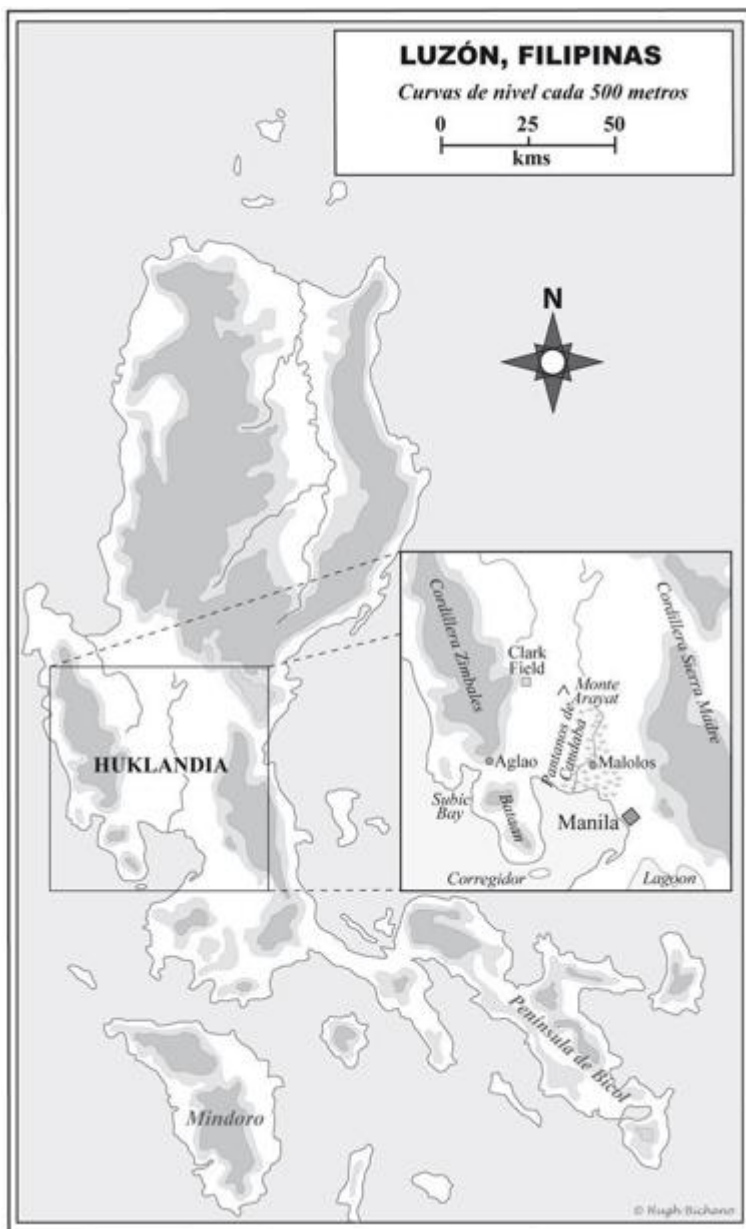 LUZÓN, FILIPINAS
Curvas de nivel cada 500 metros
0 25 50
kms
N
HUKLANDIA
Cordillera Zimbales
Clark
Field
Monte
Arayat
Cordillera Sierra Madre
Pantanos de
Candaba
Aglao
Malolos
Subic
Bay
Bataan
Manila
Corregidor
Lagoon
Península de Bicol
Mindoro
© Hugh Bichano